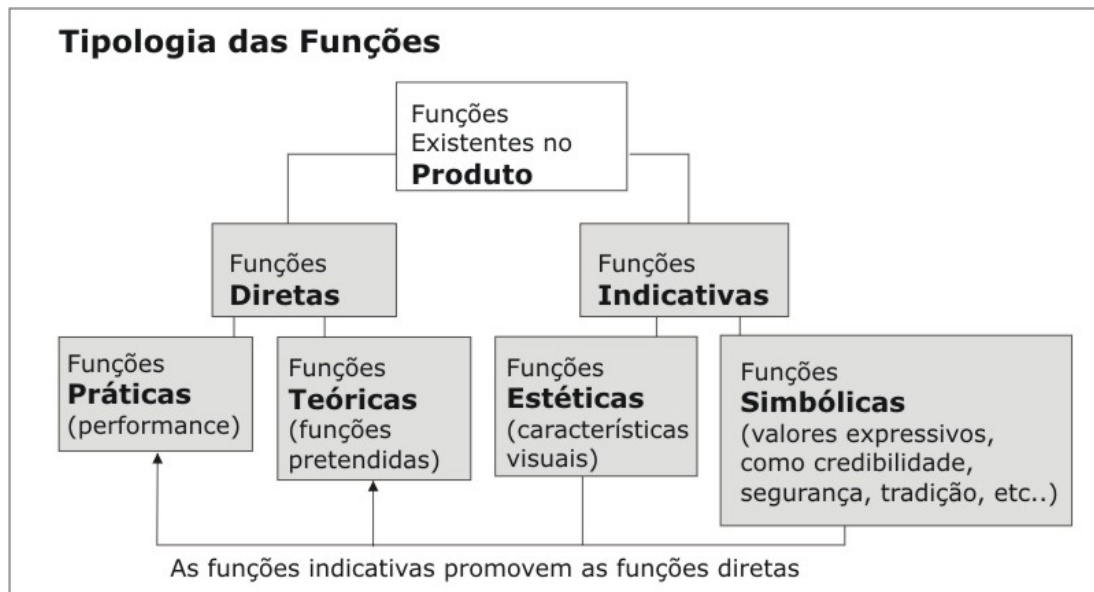 Tipologia das Funções
Funções
Existentes no
Produto
Funções
Diretas
Funções
Indicativas
Funções
Práticas
(performance)
Funções
Teóricas
(funções
pretendidas)
Funções
Estéticas
(características
visuais)
Funções
Simbólicas
(valores expressivos,
como credibilidade,
segurança, tradição, etc..)
As funções indicativas promovem as funções diretas